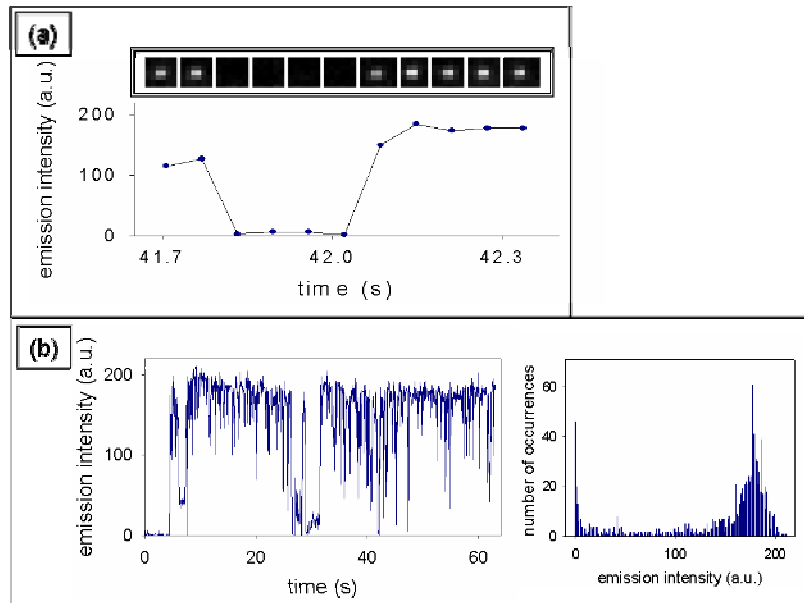 (a)
emission intensity (a.u.)
200
100
0
41.7 42.0 42.3
time (s)
(b)
emission intensity (a.u.)
200
100
0
0 20 40 60
time (s)
number of occurrences
60
40
20
0
0 100 200
emission intensity (a.u.)